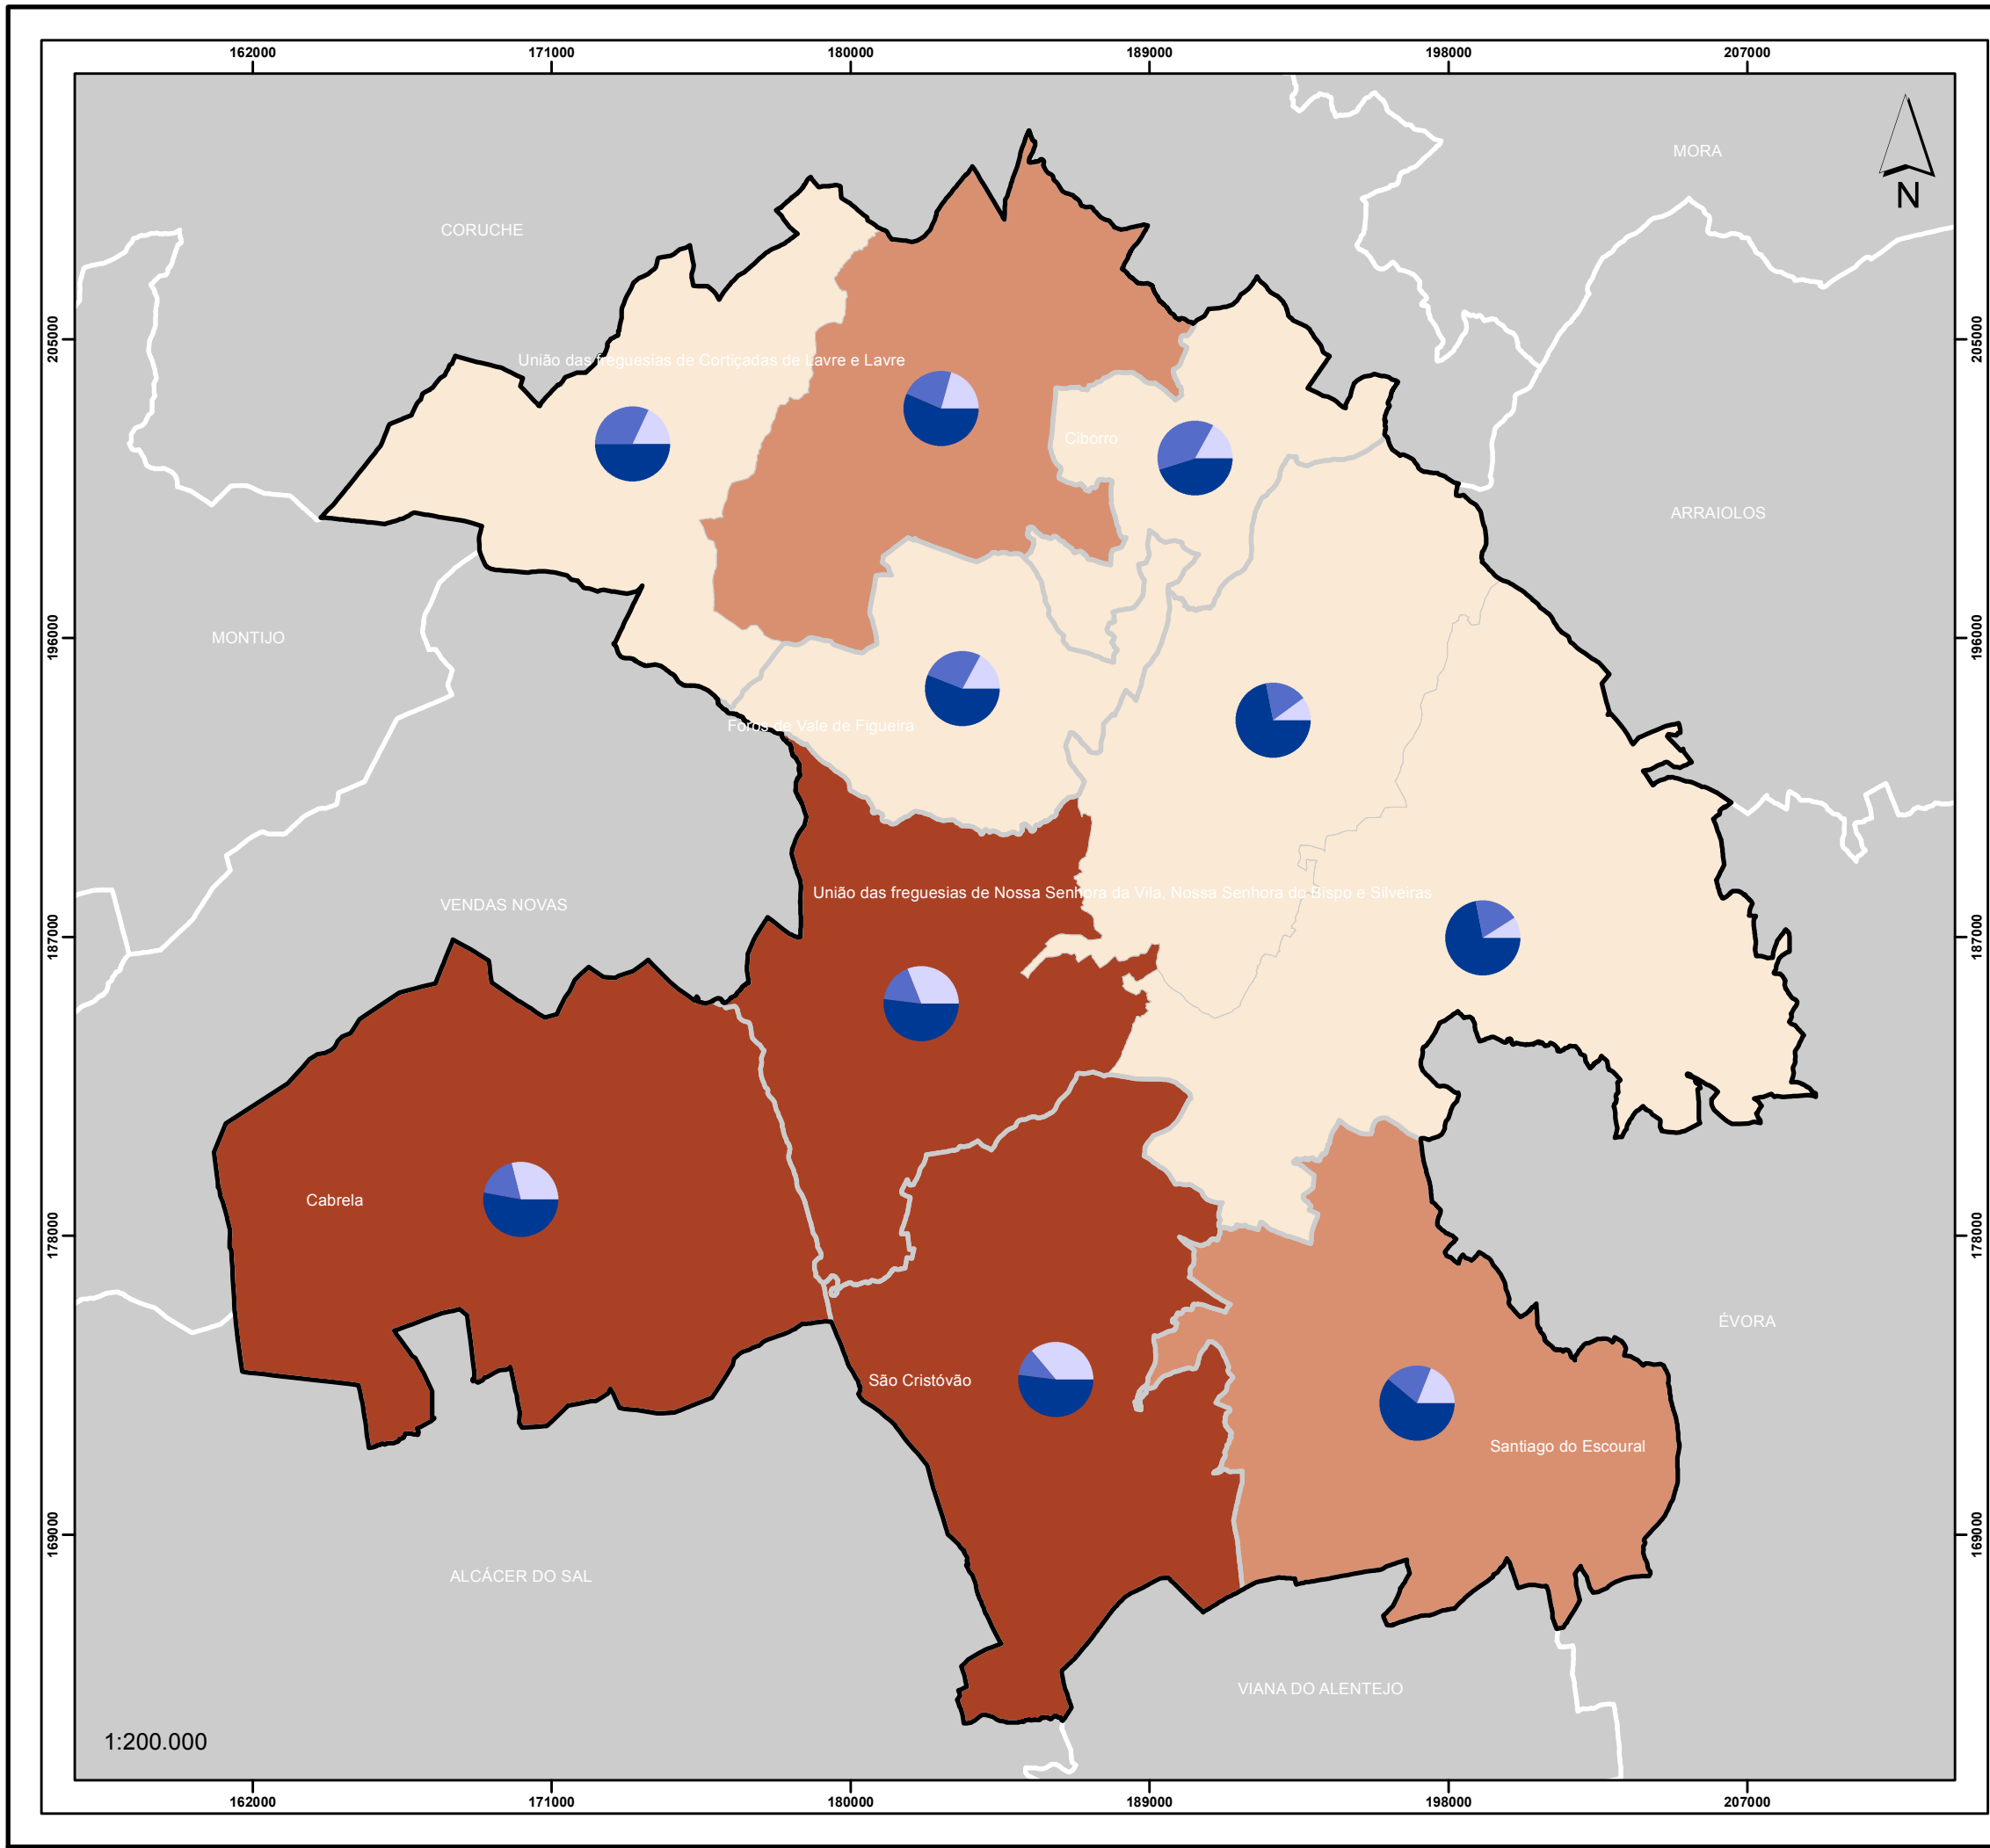 162000 171000 180000 189000 198000 207000
MORA
N
CORUCHE
205000 205000
União das freguesias de Cortiçadas de Lavre e Lavre
Ciborro
ARRAIOLOS
196000 196000
MONTIJO
Foros de Vale de Figueira
União das freguesias de Nossa Senhora da Vila, Nossa Senhora do Bispo e Silveiras
VENDAS NOVAS
187000 187000
Cabrela
178000 178000
ÉVORA
São Cristóvão
Santiago do Escoural
169000 169000
ALCÁCER DO SAL
VIANA DO ALENTEJO
1:200.000
162000 171000 180000 189000 198000 207000